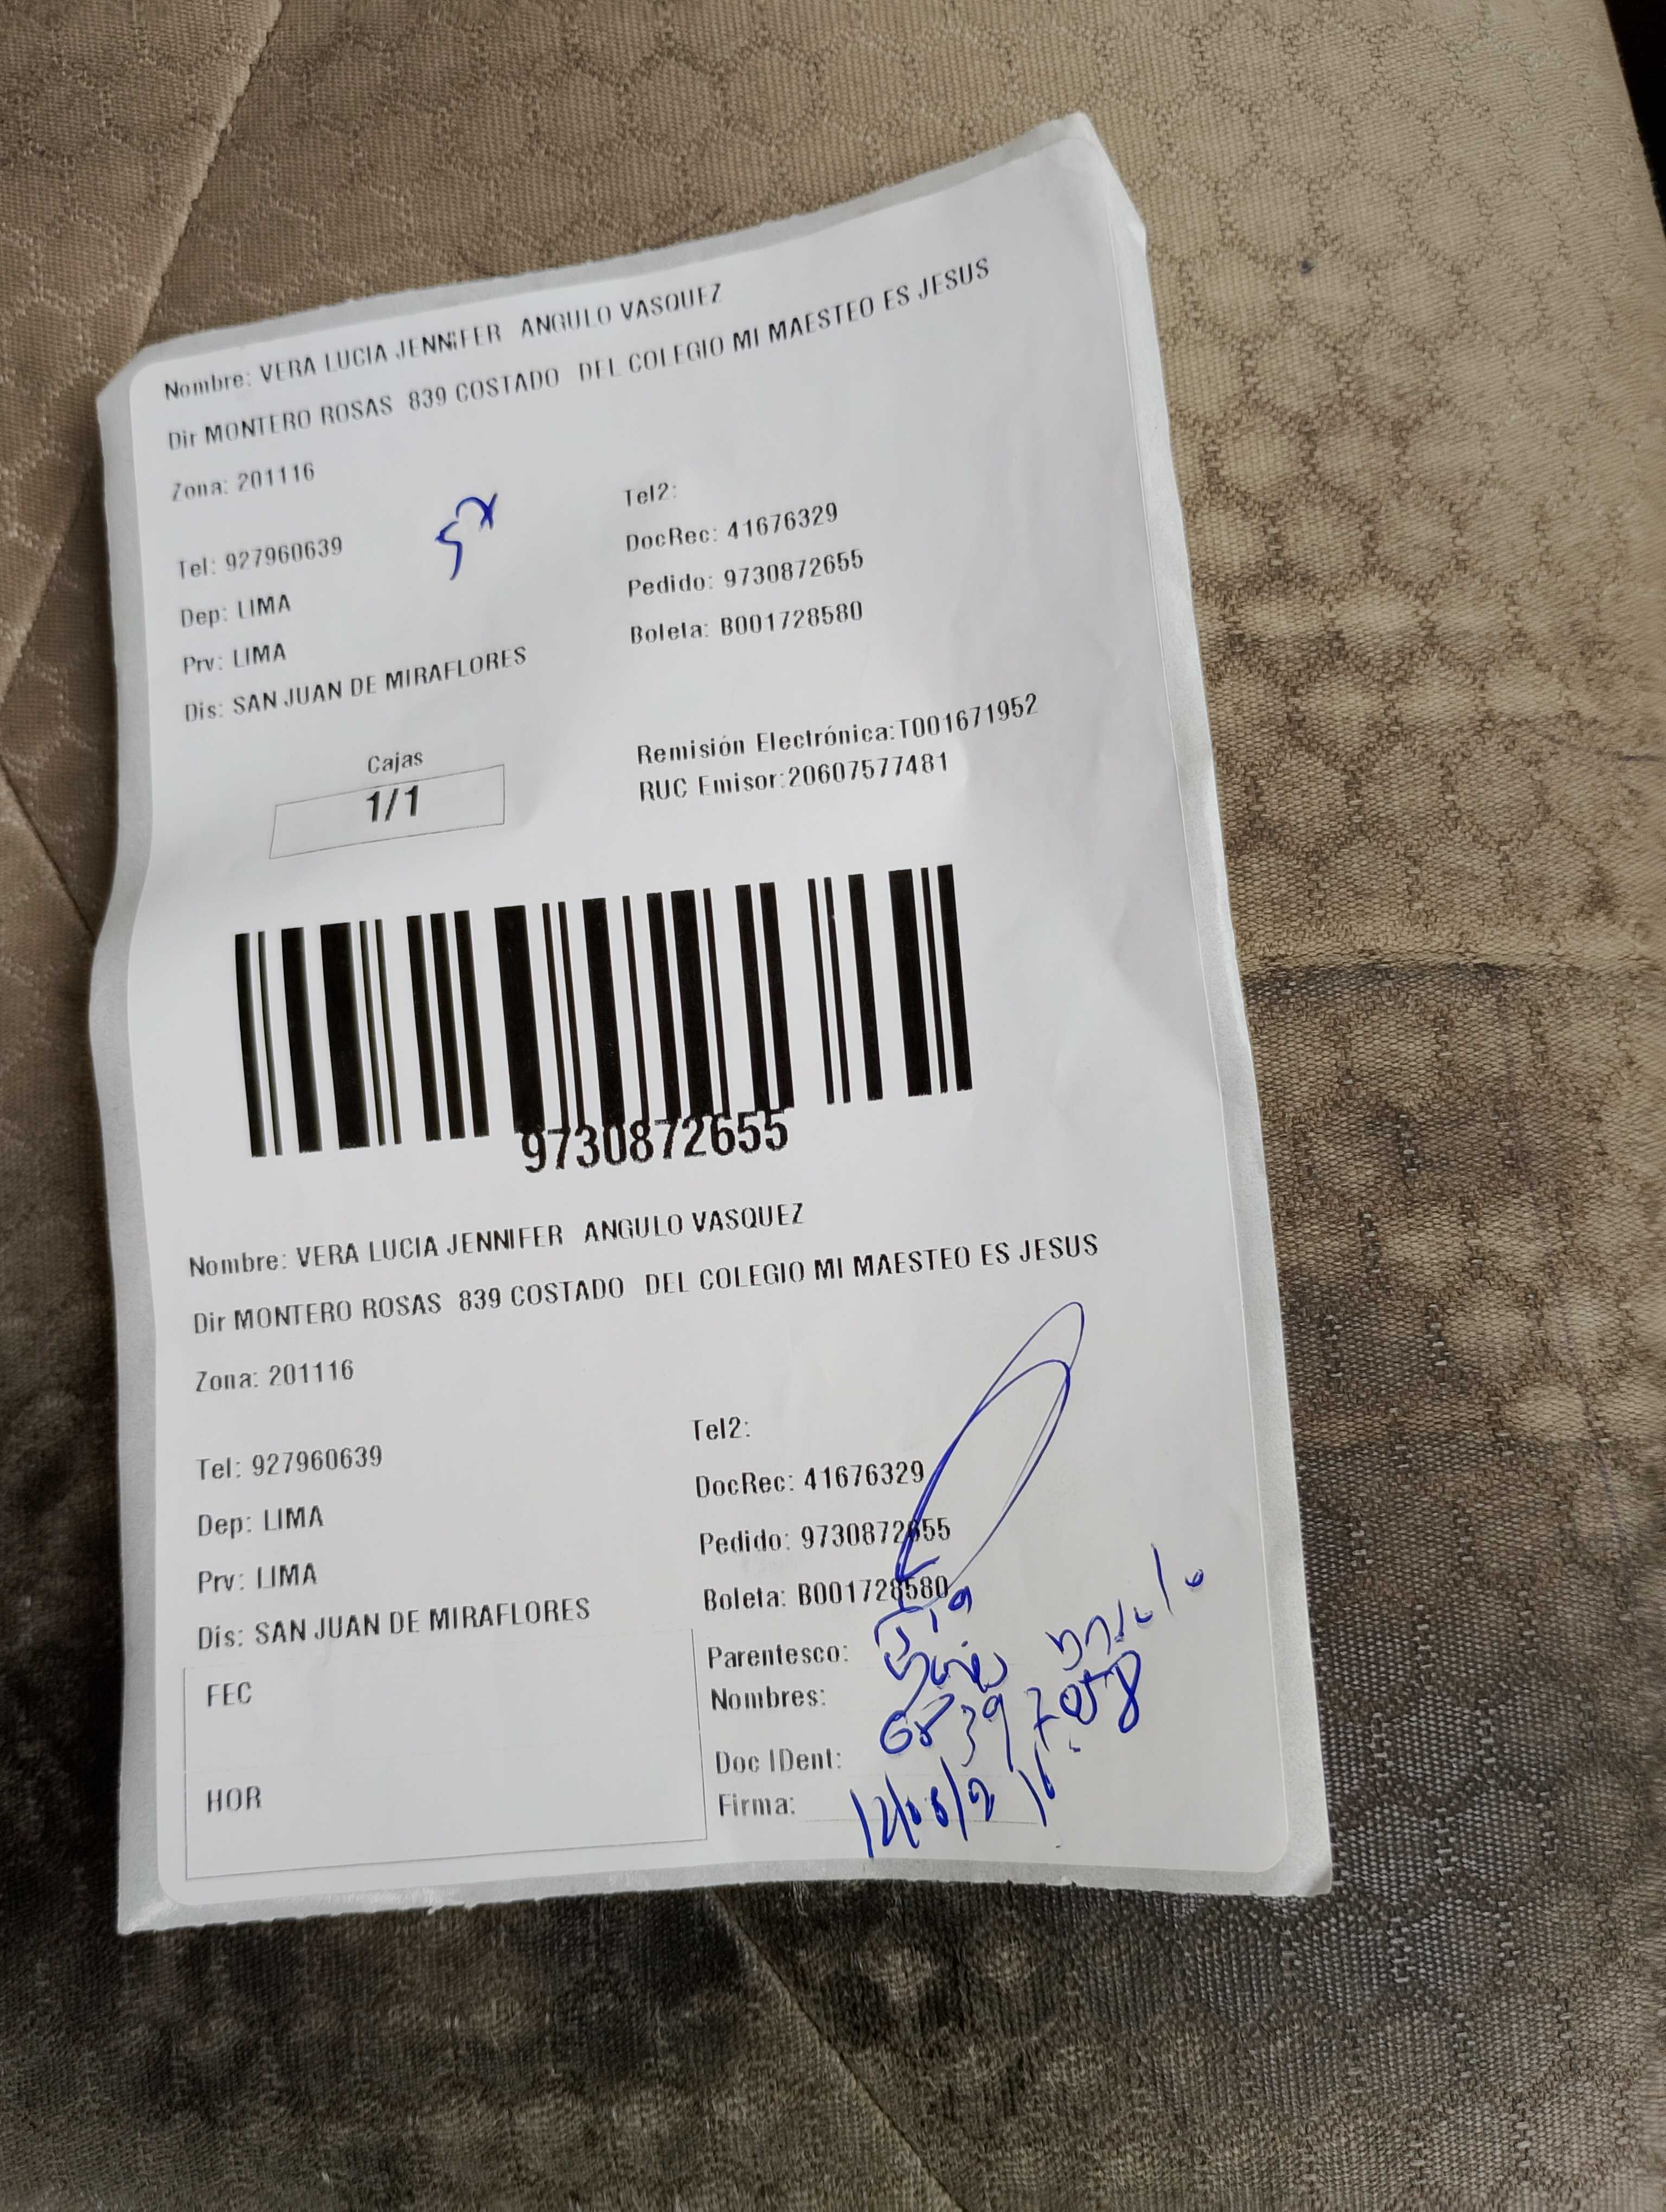 Nombre: VERA LUCIA JENNIFER ANGULO VASQUEZ
Dir MONTERO ROSAS 839 COSTADO DEL COLEGIO MI MAESTEO ES JESUS
Zona: 201116
Tel2:
Tel: 927960639
DocRec: 41676329
Dep: LIMA
Pedido: 9730872655
Prv: LIMA
Boleta: B001728580
Dis: SAN JUAN DE MIRAFLORES
Cajas
1/1
Remisión Electrónica:T001671952
RUC Emisor:20607577481
9730872655
Nombre: VERA LUCIA JENNIFER ANGULO VASQUEZ
Dir MONTERO ROSAS 839 COSTADO DEL COLEGIO MI MAESTEO ES JESUS
Zona: 201116
Tel2:
Tel: 927960639
DocRec: 41676329
Dep: LIMA
Pedido: 9730872655
Prv: LIMA
Boleta: B001728580
Dis: SAN JUAN DE MIRAFLORES
Parentesco: Tia
FEC
Nombres:
Doc IDent:
HOR
Firma: